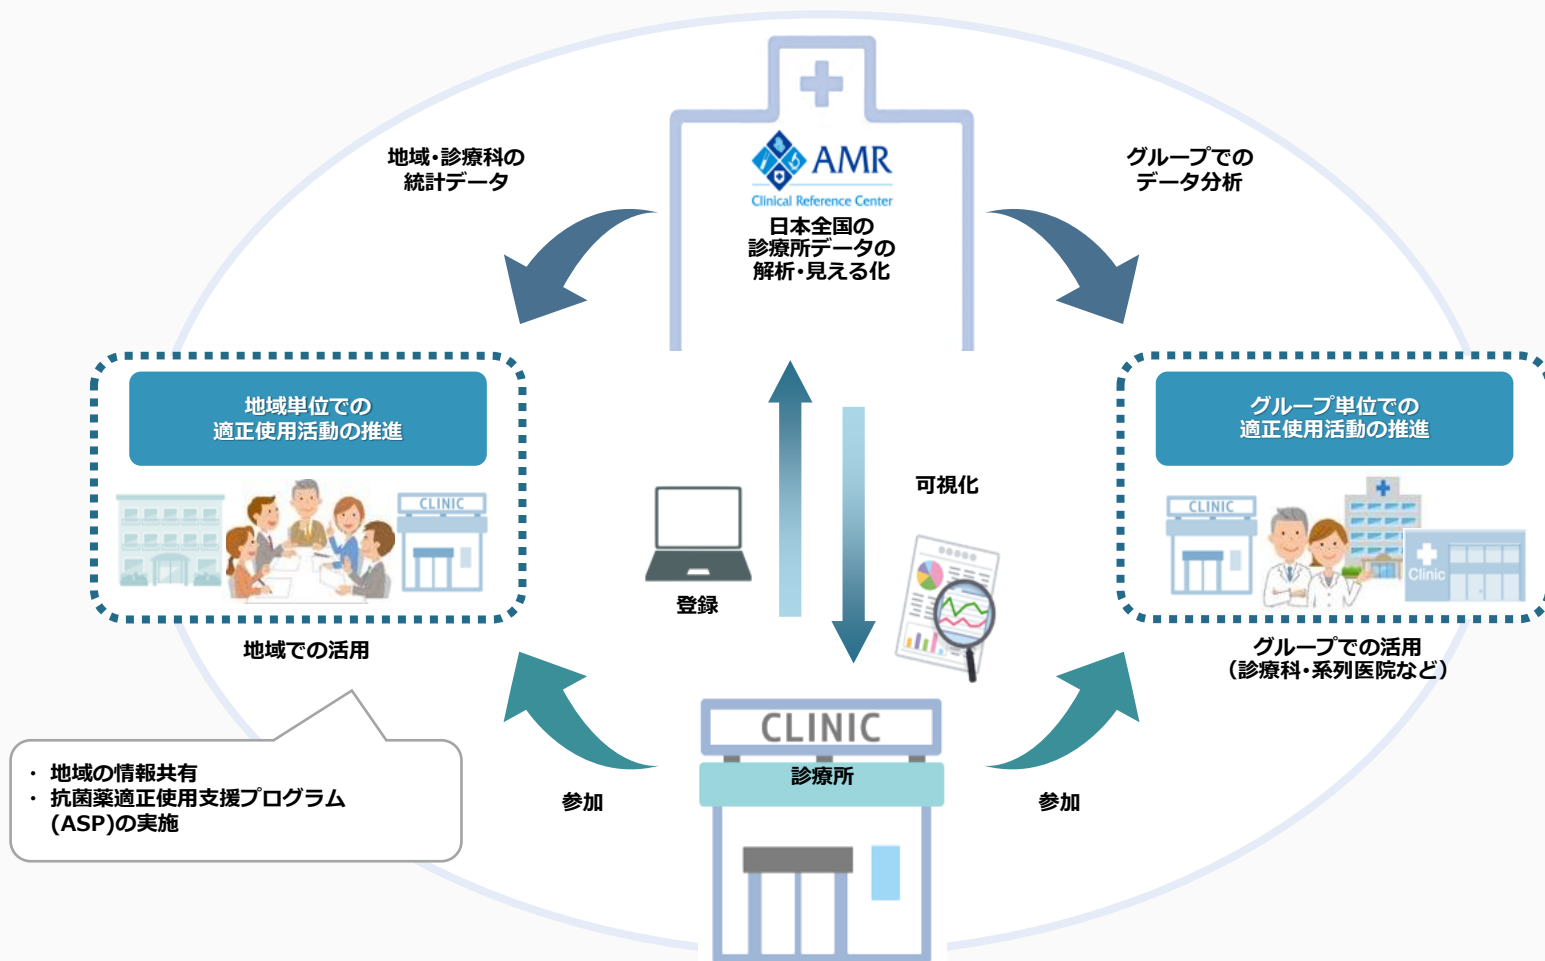 AMR
Clinical Reference Center
日本全国の
診療所データの
解析・見える化
地域・診療科の
統計データ
グループでの
データ分析
地域単位での
適正使用活動の推進
CLINIC
地域での活用
グループ単位での
適正使用活動の推進
CLINIC
Clinic
グループでの活用
（診療科・系列医院など）
登録
可視化
・ 地域の情報共有
・ 抗菌薬適正使用支援プログラム
(ASP)の実施
参加
CLINIC
診療所
参加